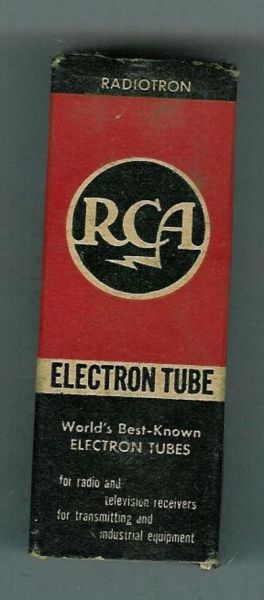 RADIOTRON
RCA
ELECTRON TUBE
World's Best-Known
ELECTRON TUBES
for radio and
television receivers
for transmitting and
industrial equipment